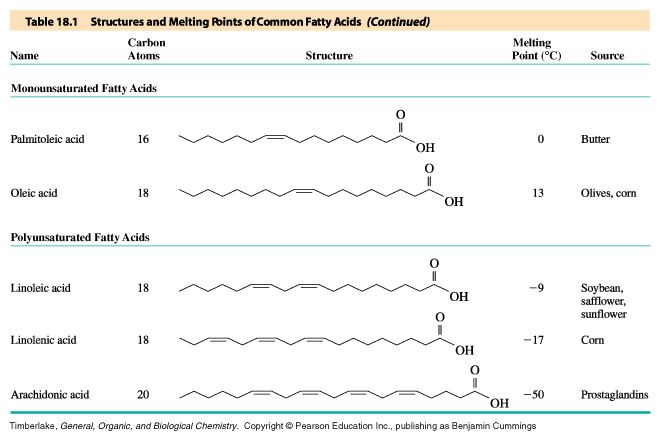 Table 18.1 Structures and Melting Points of Common Fatty Acids (Continued)
Name Carbon Atoms Structure Melting Point (°C) Source
Monounsaturated Fatty Acids
O
Palmitoleic acid 16 OH 0 Butter
O
Oleic acid 18 OH 13 Olives, corn
Polyunsaturated Fatty Acids
O
Linoleic acid 18 OH −9 Soybean,
safflower,
sunflower
O
Linolenic acid 18 OH −17 Corn
O
Arachidonic acid 20 OH −50 Prostaglandins
Timberlake, General, Organic, and Biological Chemistry. Copyright © Pearson Education Inc., publishing as Benjamin Cummings